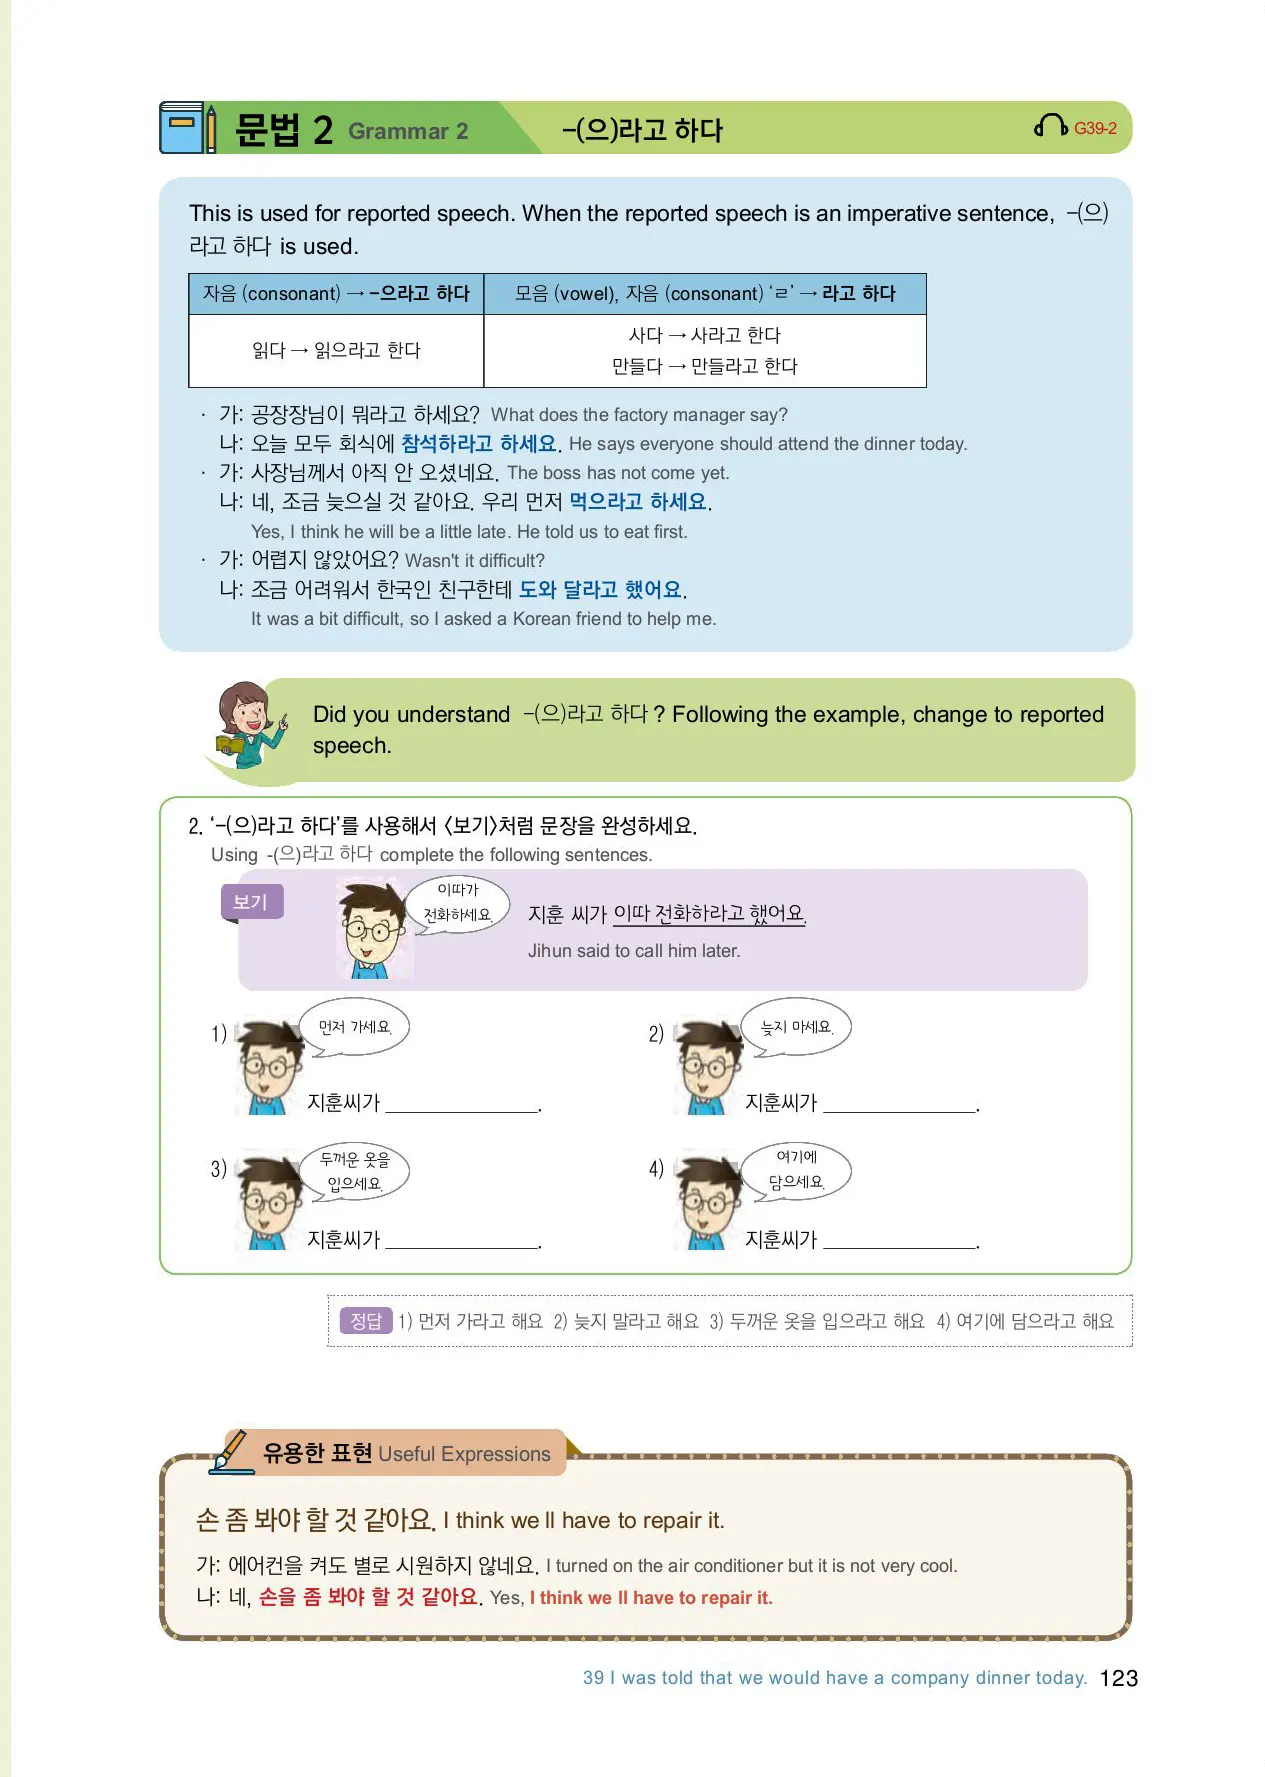 문법 2 Grammar 2 -(으)라고 하다 G39-2
This is used for reported speech. When the reported speech is an imperative sentence, -(으)
라고 하다 is used.
자음 (consonant) → -으라고 하다 모음 (vowel), 자음 (consonant) ‘ㄹ’ → 라고 하다
읽다 → 읽으라고 한다
사다 → 사라고 한다
만들다 → 만들라고 한다
· 가: 공장장님이 뭐라고 하세요? What does the factory manager say?
나: 오늘 모두 회식에 참석하라고 하세요. He says everyone should attend the dinner today.
· 가: 사장님께서 아직 안 오셨네요. The boss has not come yet.
나: 네, 조금 늦으실 것 같아요. 우리 먼저 먹으라고 하세요.
Yes, I think he will be a little late. He told us to eat first.
· 가: 어렵지 않았어요? Wasn't it difficult?
나: 조금 어려워서 한국인 친구한테 도와 달라고 했어요.
It was a bit difficult, so I asked a Korean friend to help me.
Did you understand -(으)라고 하다 ? Following the example, change to reported
speech.
2. ‘-(으)라고 하다’를 사용해서 〈보기〉처럼 문장을 완성하세요.
Using -(으)라고 하다 complete the following sentences.
보기
이따가
전화하세요.
지훈 씨가 이따 전화하라고 했어요.
Jihun said to call him later.
1) 먼저 가세요.
지훈씨가 ______________.
2) 늦지 마세요.
지훈씨가 ______________.
3) 두꺼운 옷을
입으세요.
지훈씨가 ______________.
4) 여기에
담으세요.
지훈씨가 ______________.
정답 1) 먼저 가라고 해요 2) 늦지 말라고 해요 3) 두꺼운 옷을 입으라고 해요 4) 여기에 담으라고 해요
유용한 표현 Useful Expressions
손 좀 봐야 할 것 같아요. I think we ll have to repair it.
가: 에어컨을 켜도 별로 시원하지 않네요. I turned on the air conditioner but it is not very cool.
나: 네, 손을 좀 봐야 할 것 같아요. Yes, I think we ll have to repair it.
39 I was told that we would have a company dinner today. 123